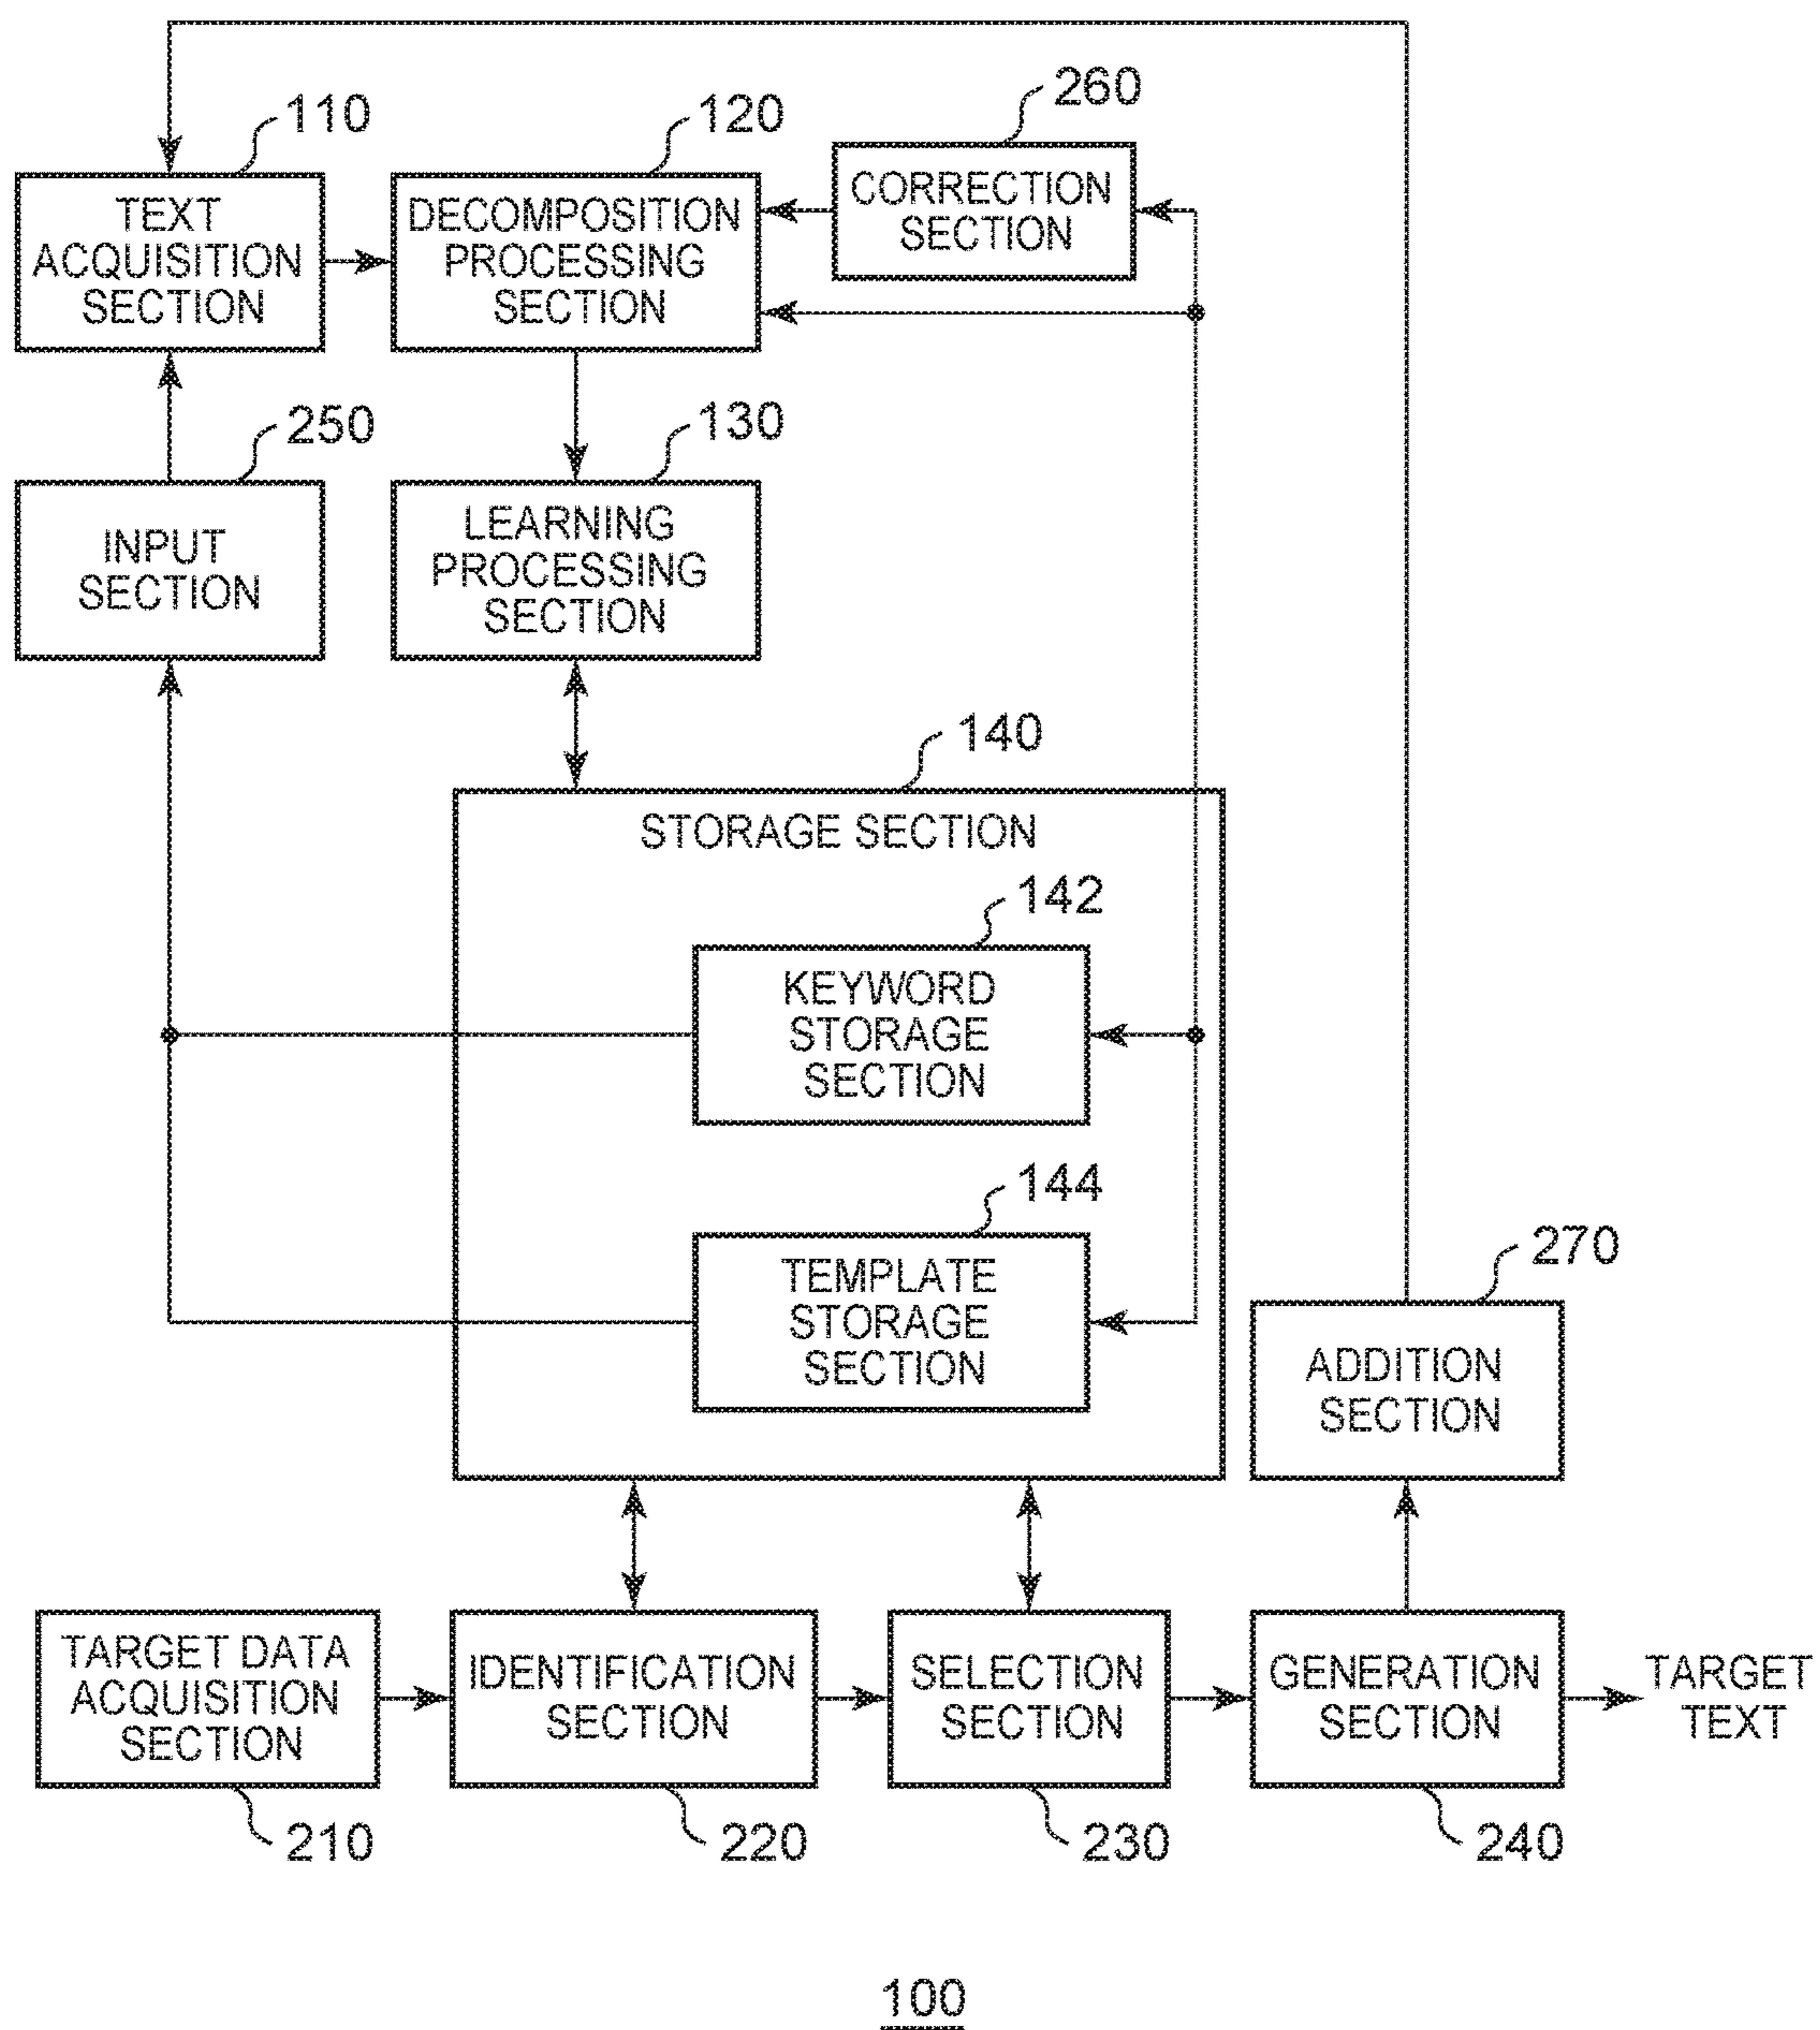 260
110
120
CORRECTION
SECTION
TEXT
ACQUISITION
SECTION
DECOMPOSITION
PROCESSING
SECTION
250
130
INPUT
SECTION
LEARNING
PROCESSING
SECTION
140
STORAGE SECTION
142
KEYWORD
STORAGE
SECTION
144
TEMPLATE
STORAGE
SECTION
270
ADDITION
SECTION
TARGET DATA
ACQUISITION
SECTION
IDENTIFICATION
SECTION
SELECTION
SECTION
GENERATION
SECTION
TARGET
TEXT
210
220
230
240
100